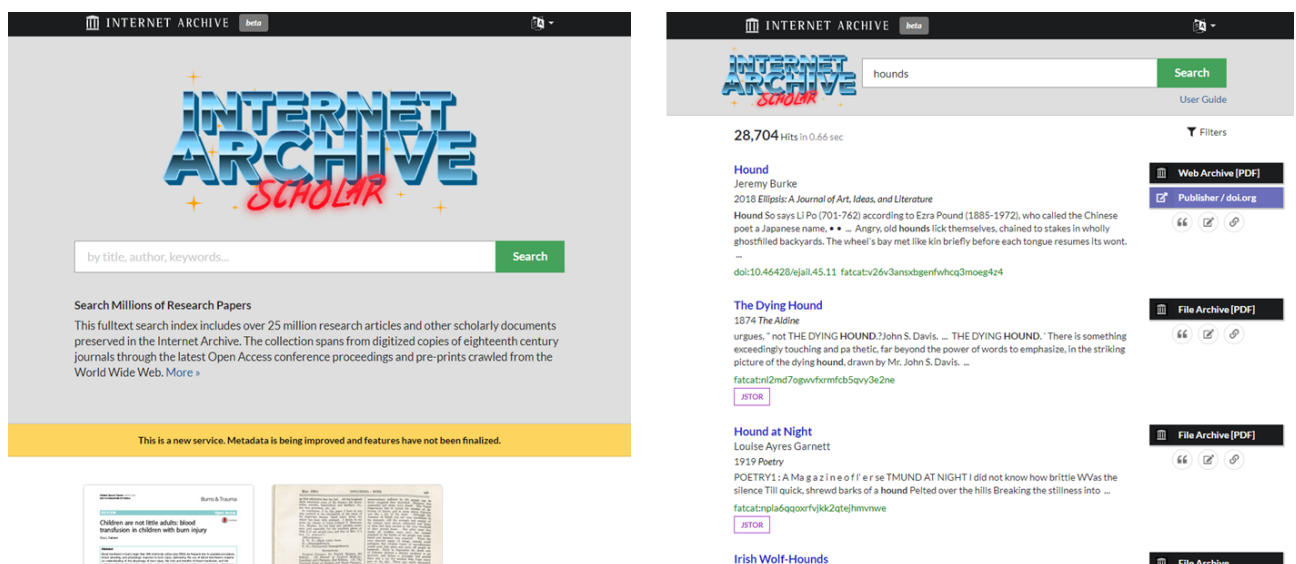 INTERNET ARCHIVE beta
INTERNET
ARCHIVE
SCHOLAR
by title, author, keywords... Search
Search Millions of Research Papers
This fulltext search index includes over 25 million research articles and other scholarly documents
preserved in the Internet Archive. The collection spans from digitized copies of eighteenth century
journals through the latest Open Access conference proceedings and pre-prints crawled from the
World Wide Web. More »
This is a new service. Metadata is being improved and features have not been finalized.
Burns & Trauma
Children are not little adults: blood
transfusion in children with burn injury
INTERNET ARCHIVE beta
INTERNET
ARCHIVE
SCHOLAR
hounds Search
User Guide
28,704 Hits in 0.66 sec
Filters
Hound
Web Archive [PDF]
Jeremy Burke
2018 Ellipsis: A Journal of Art, Ideas, and Literature
Publisher / doi.org
Hound So says Li Po (701-762) according to Ezra Pound (1885-1972), who called the Chinese
poet a Japanese name, • • ... Angry, old hounds lick themselves, chained to stakes in wholly
ghostfilled backyards. The wheel's bay met like kin briefly before each tongue resumes its wont.
...
doi:10.46428/ejail.45.11 fatcat:v26v3ansxbgenfwhcq3moeg4z4
The Dying Hound
File Archive [PDF]
1874 The Aldine
urgues, " not THE DYING HOUND.?John S. Davis. ... THE DYING HOUND. ' There is something
exceedingly touching and pa thetic, far beyond the power of words to emphasize, in the striking
picture of the dying hound, drawn by Mr. John S. Davis. ...
fatcat:nl2md7ogwvfxrmfcb5qvy3e2ne
JSTOR
Hound at Night
File Archive [PDF]
Louise Ayres Garnett
1919 Poetry
POETRY1 : A Ma g a z i n e o f l' e r se TMUND AT NIGHT I did not know how brittle WVas the
silence Till quick, shrewd barks of a hound Pelted over the hills Breaking the stillness into ...
fatcat:npla6qqoxrfvjkk2qtejhmvnwe
JSTOR
Irish Wolf-Hounds
File Archive